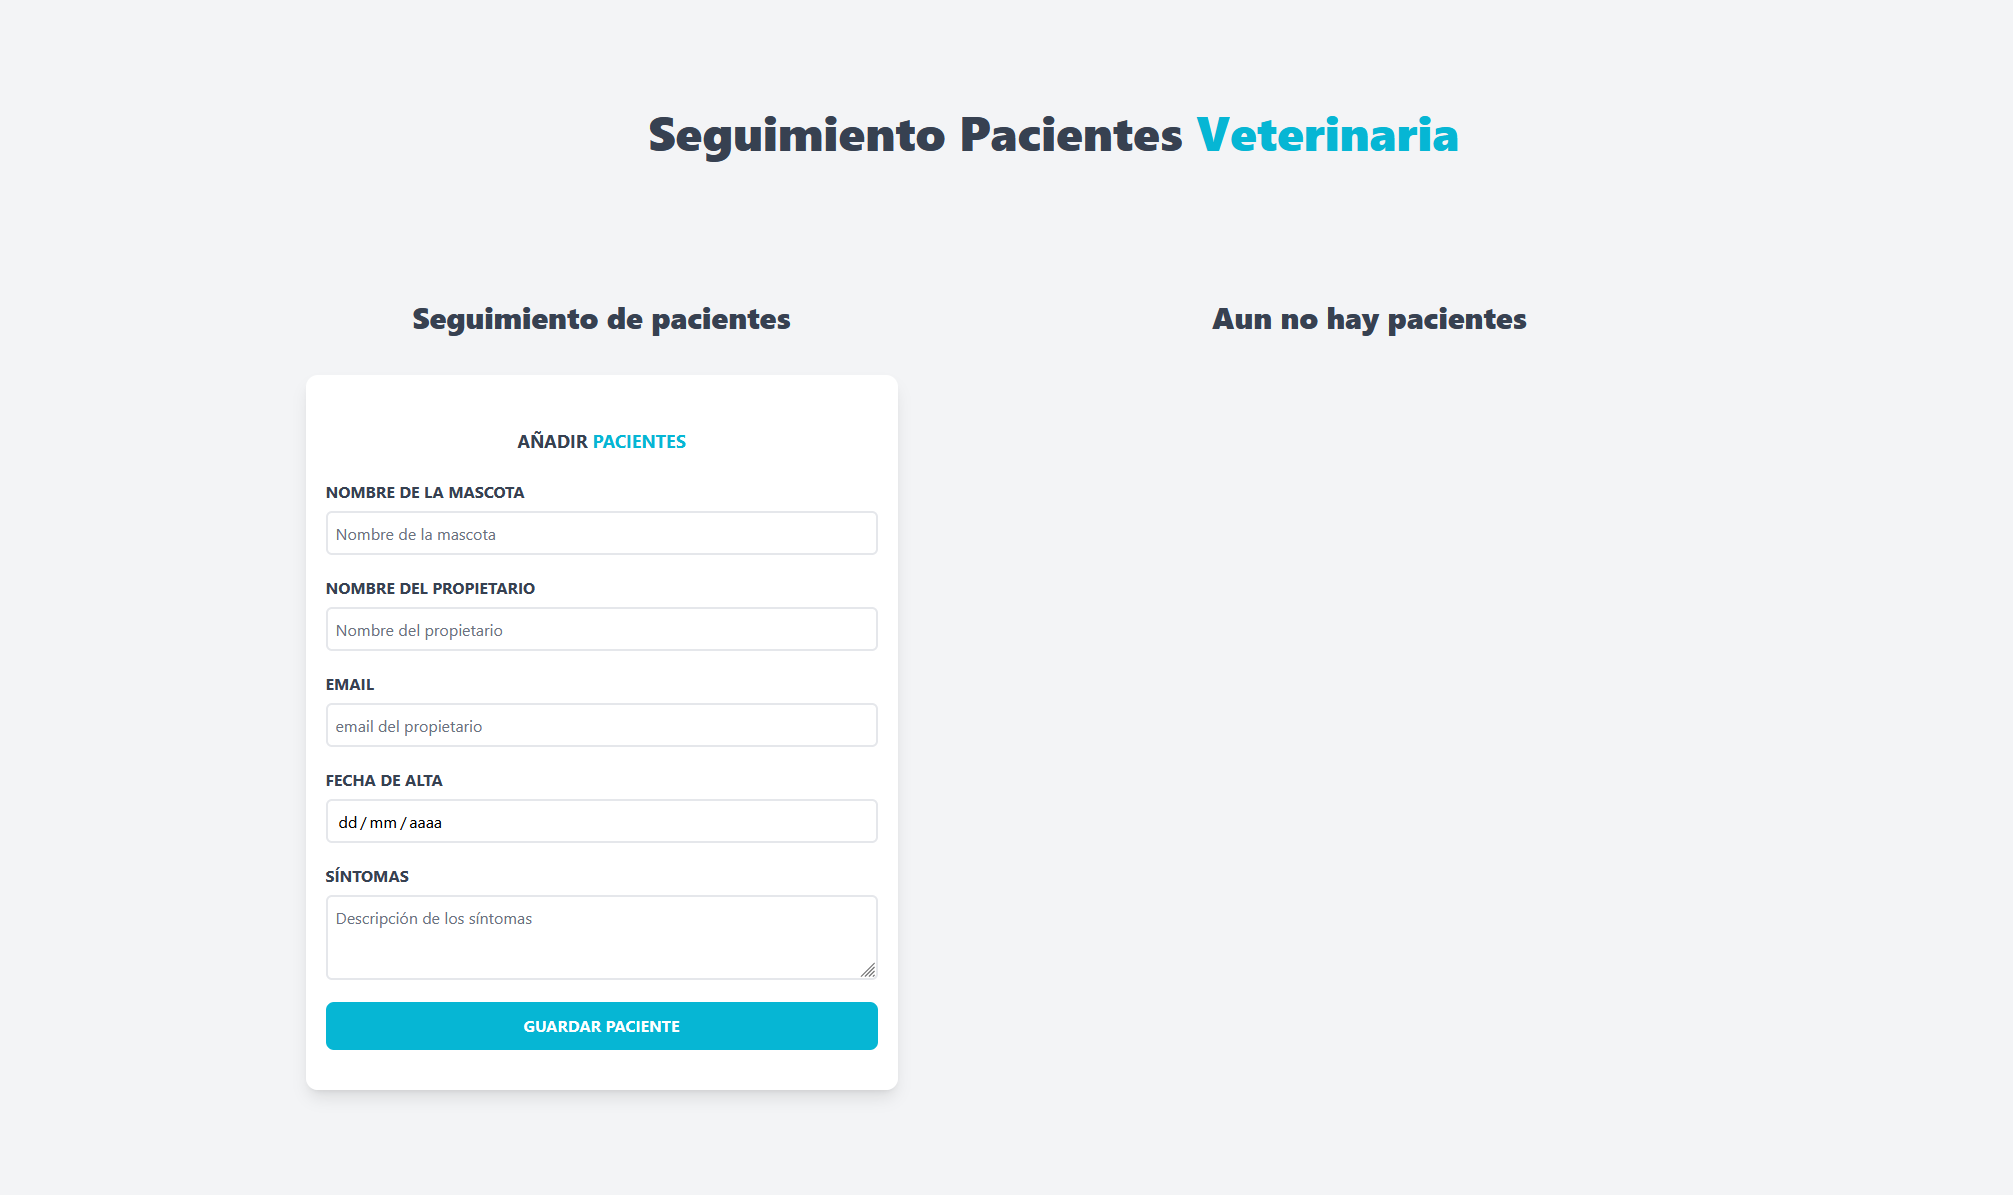 Seguimiento Pacientes Veterinaria
Seguimiento de pacientes
Aun no hay pacientes
AÑADIR PACIENTES
NOMBRE DE LA MASCOTA
Nombre de la mascota
NOMBRE DEL PROPIETARIO
Nombre del propietario
EMAIL
email del propietario
FECHA DE ALTA
dd/mm/aaaa
SÍNTOMAS
Descripción de los síntomas
GUARDAR PACIENTE